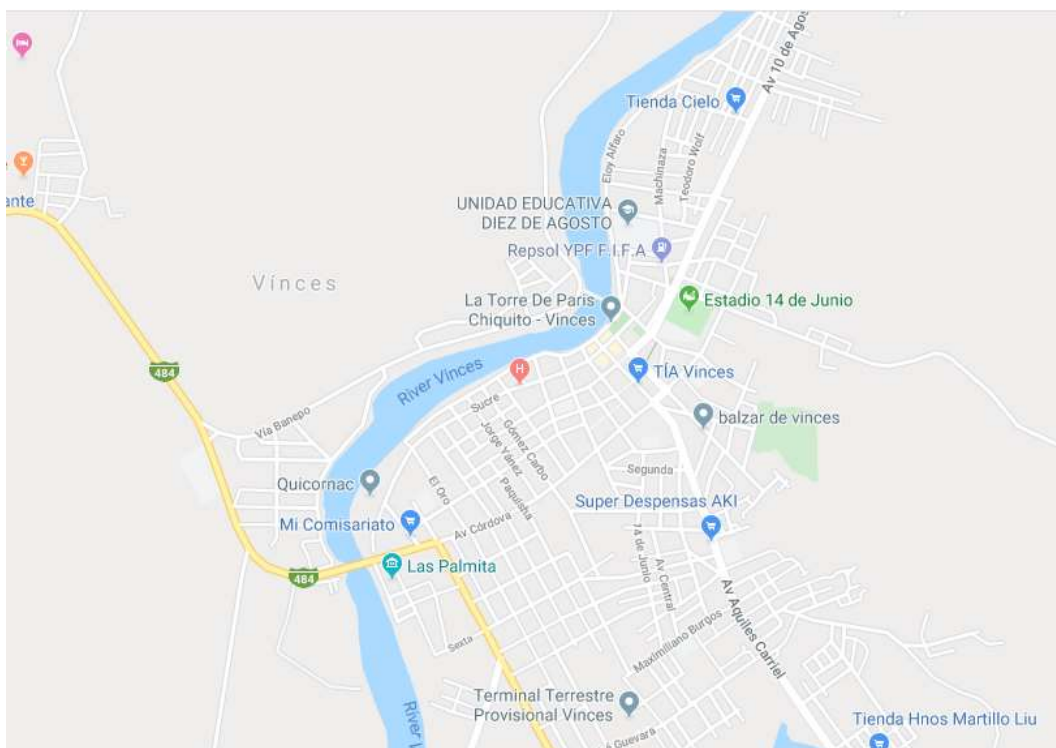 Av 10 de Agos
Tienda Cielo
Eloy Alfaro
Machinaza
Teodoro Wolf
ante
UNIDAD EDUCATIVA
DIEZ DE AGOSTO
Repsol YPF F.I.F.A
Vinces
La Torre De Paris
Chiquito - Vinces
Estadio 14 de Junio
484
River Vinces
H
TÍA Vinces
Sucre
Vía Banepo
Jorge Yánez
Gómez Carbo
balzar de vinces
Quicornac
El Oro
Paquisha
Segunda
Super Despensas AKI
Mi Comisariato
Av Córdova
14 de Junio
Av Central
484
Las Palmita
Av Aquiles Carriel
Maximiliano Burgos
Sexta
Terminal Terrestre
Provisional Vinces
River
Guevara
Tienda Hnos Martillo Liu